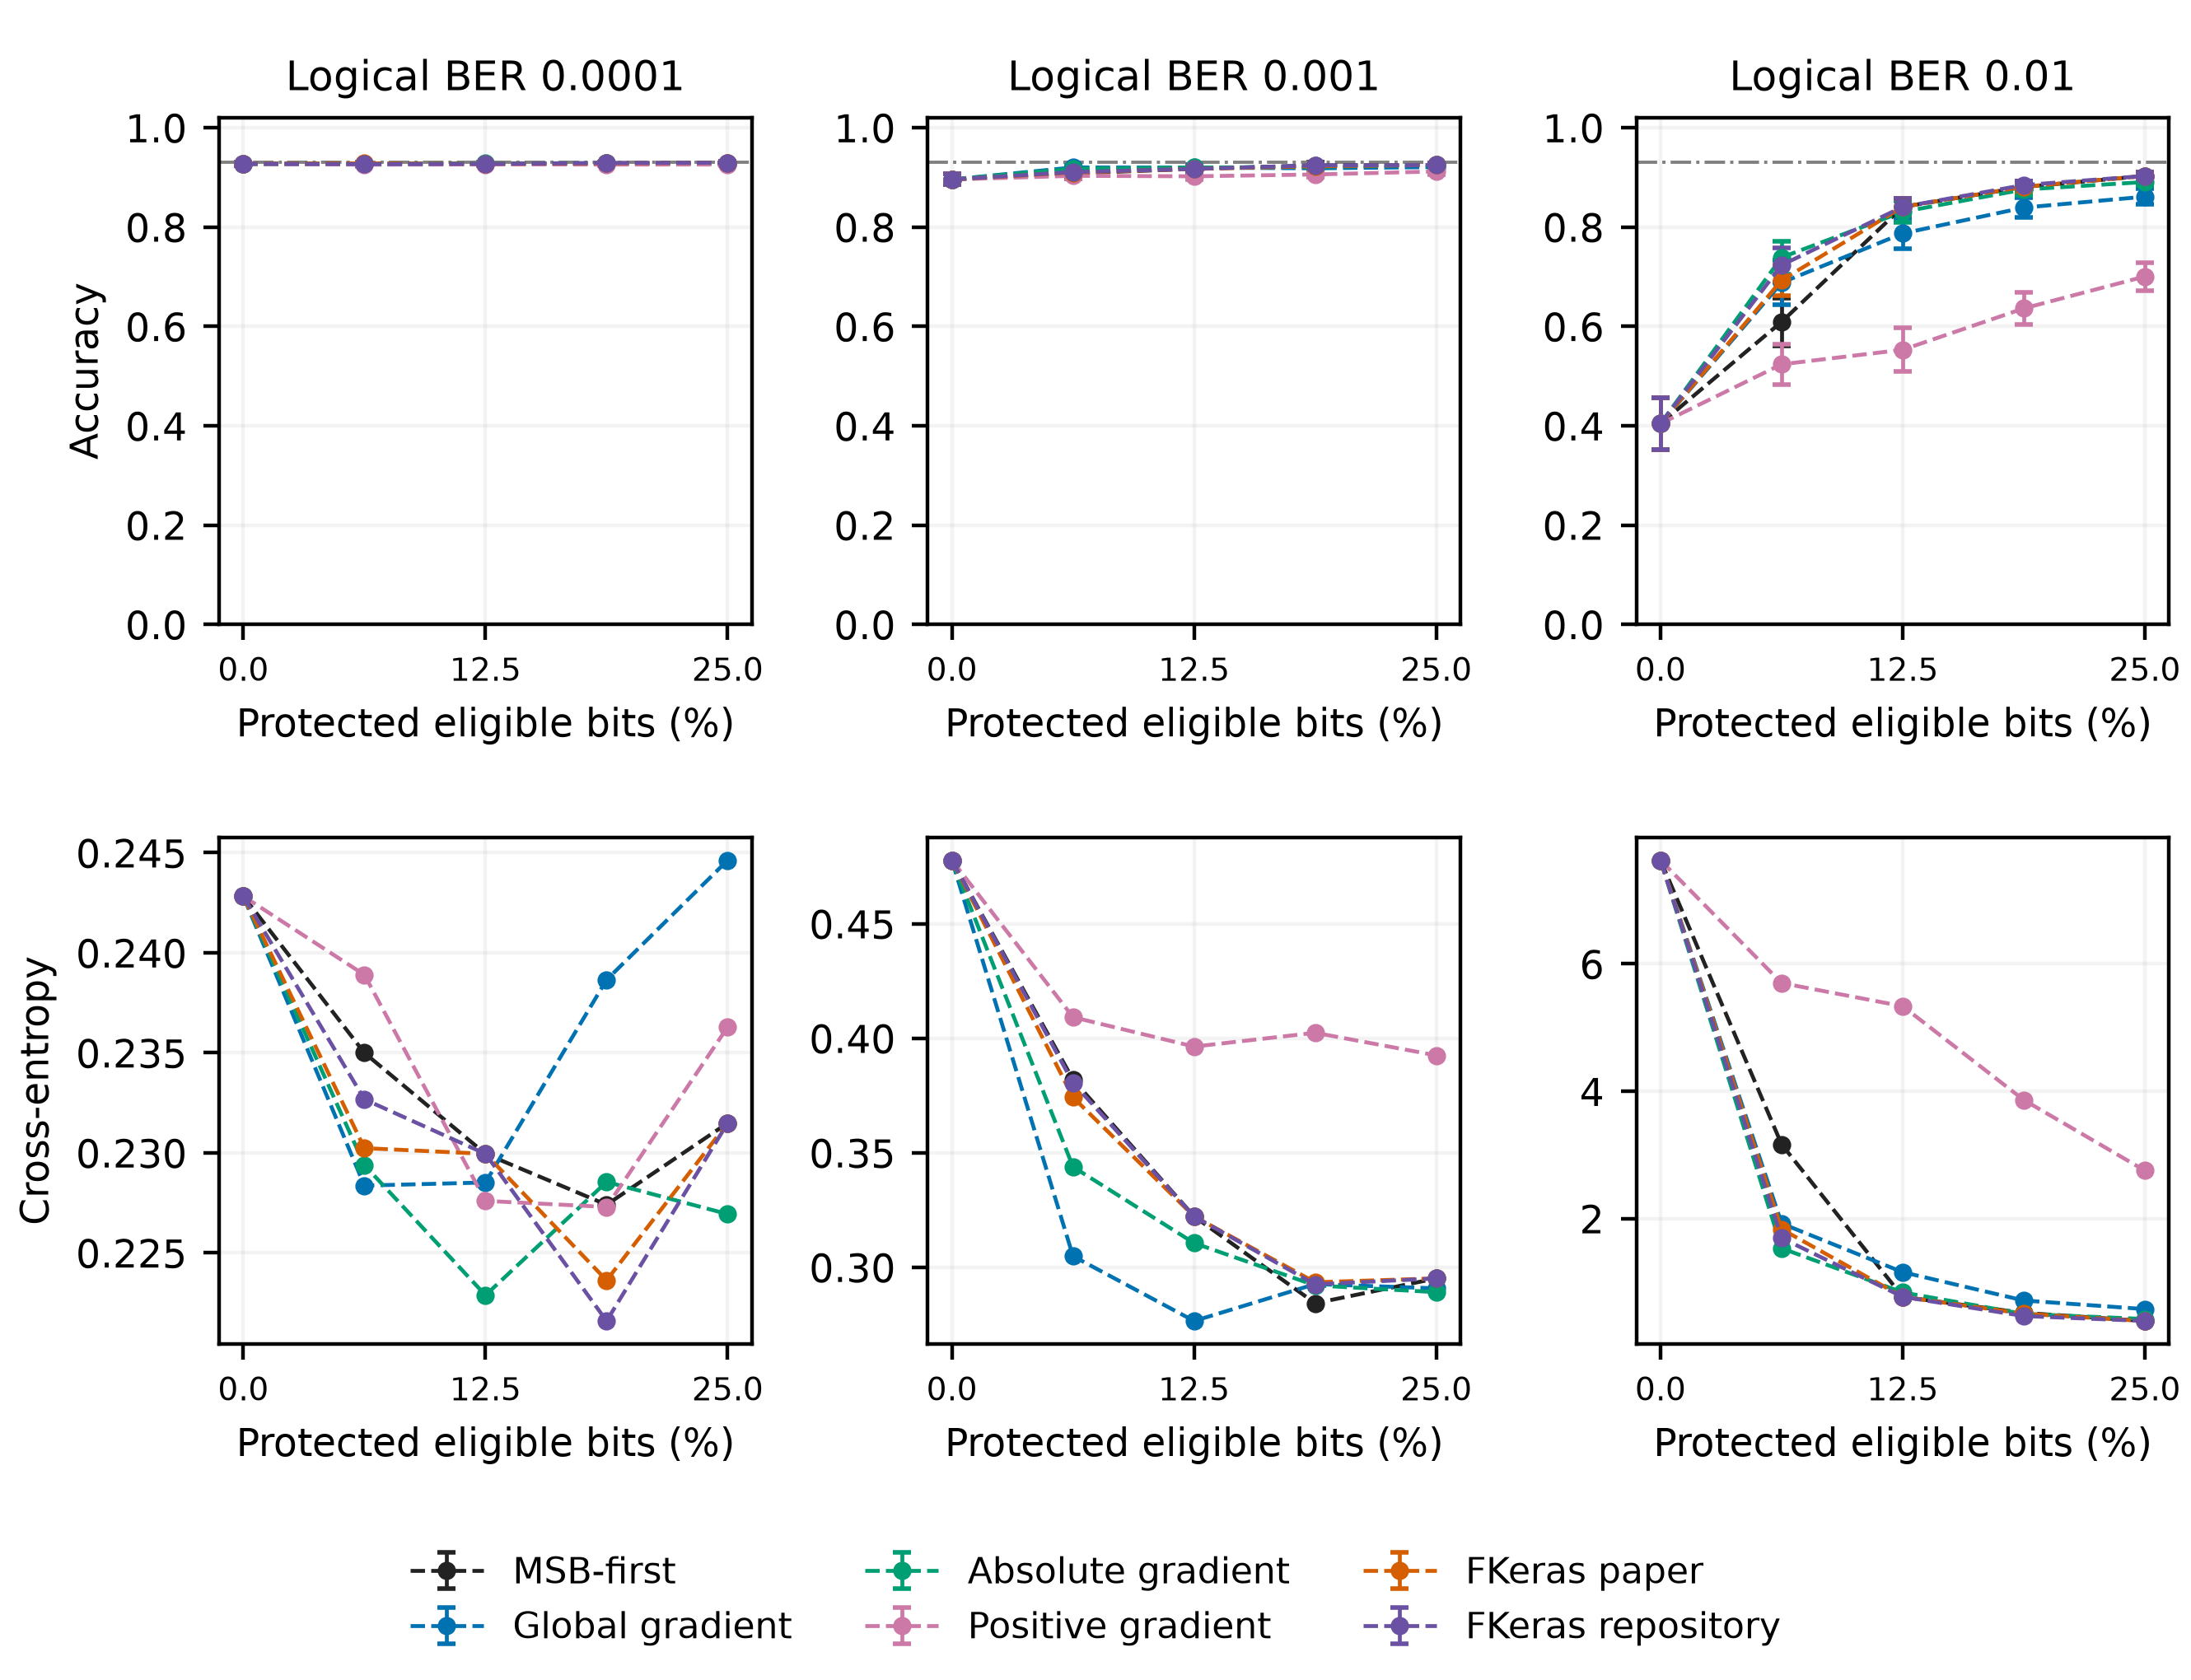 Logical BER 0.0001
Logical BER 0.001
Logical BER 0.01
Accuracy
1.0
0.8
0.6
0.4
0.2
0.0
0.0 12.5 25.0
Protected eligible bits (%)
1.0
0.8
0.6
0.4
0.2
0.0
0.0 12.5 25.0
Protected eligible bits (%)
1.0
0.8
0.6
0.4
0.2
0.0
0.0 12.5 25.0
Protected eligible bits (%)
Cross-entropy
0.245
0.240
0.235
0.230
0.225
0.0 12.5 25.0
Protected eligible bits (%)
0.45
0.40
0.35
0.30
0.0 12.5 25.0
Protected eligible bits (%)
6
4
2
0.0 12.5 25.0
Protected eligible bits (%)
MSB-first
Global gradient
Absolute gradient
Positive gradient
FKeras paper
FKeras repository